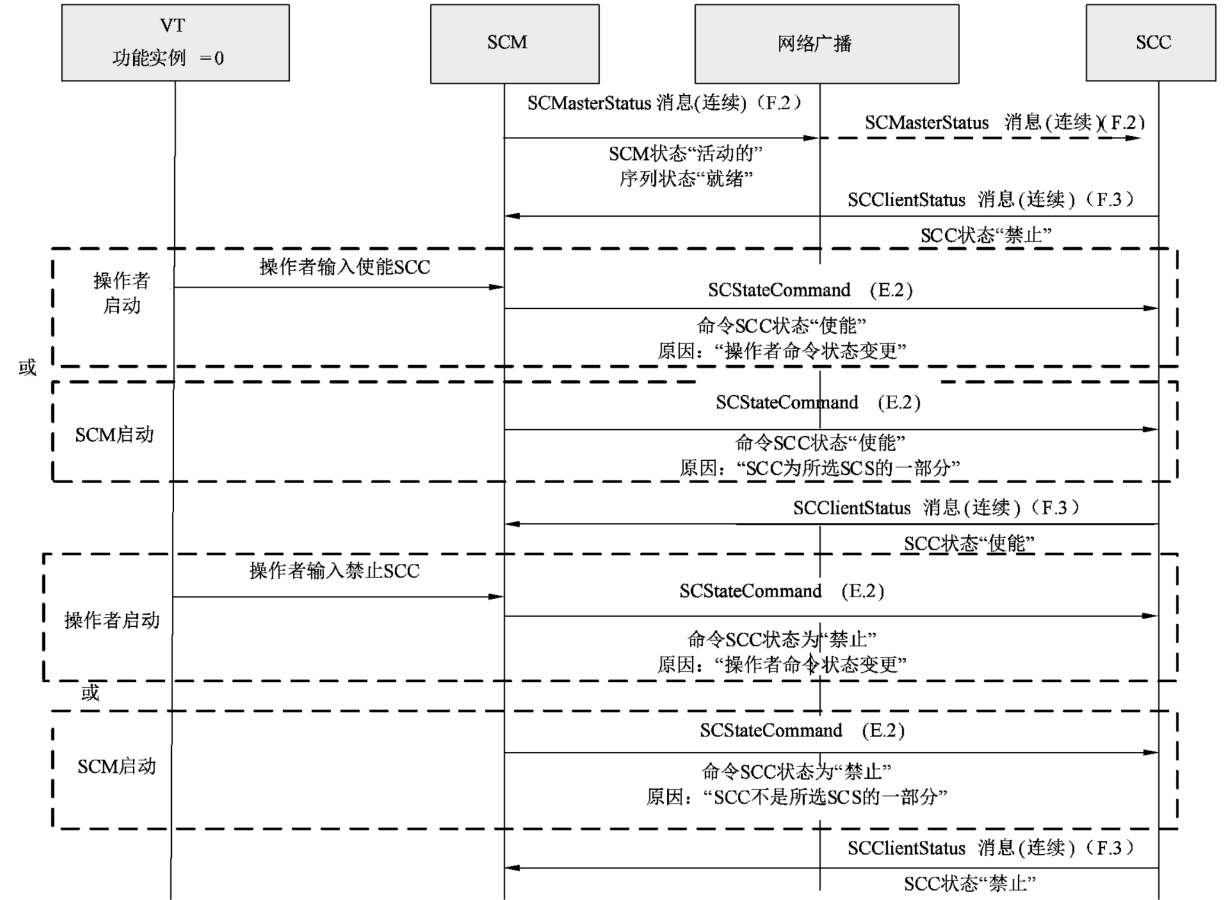 VT
功能实例 =0
SCM
网络广播
SCC
SCMasterStatus 消息(连续)（F.2）
SCMasterStatus 消息(连续)(F.2)
SCM状态“活动的”
序列状态“就绪”
SCClientStatus 消息(连续)（F.3）
SCC状态“禁止”
操作者
启动
操作者输入使能SCC
SCStateCommand (E.2)
命令SCC状态“使能”
原因：“操作者命令状态变更”
或
SCM启动
SCStateCommand (E.2)
命令SCC状态“使能”
原因：“SCC为所选SCS的一部分”
SCClientStatus 消息(连续)（F.3）
SCC状态“使能”
操作者启动
操作者输入禁止SCC
SCStateCommand (E.2)
命令SCC状态为“禁止”
原因：“操作者命令状态变更”
或
SCM启动
SCStateCommand (E.2)
命令SCC状态为“禁止”
原因：“SCC不是所选SCS的一部分”
SCClientStatus 消息(连续)（F.3）
SCC状态“禁止”